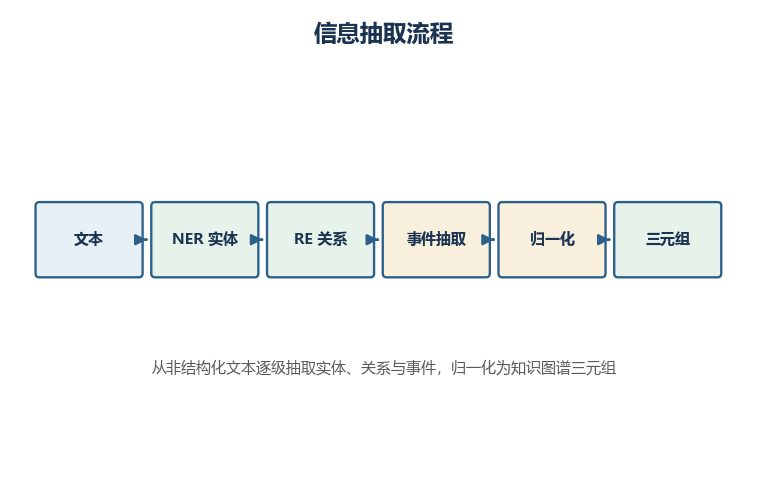 信息抽取流程
文本
NER 实体
RE 关系
事件抽取
归一化
三元组
从非结构化文本逐级抽取实体、关系与事件，归一化为知识图谱三元组